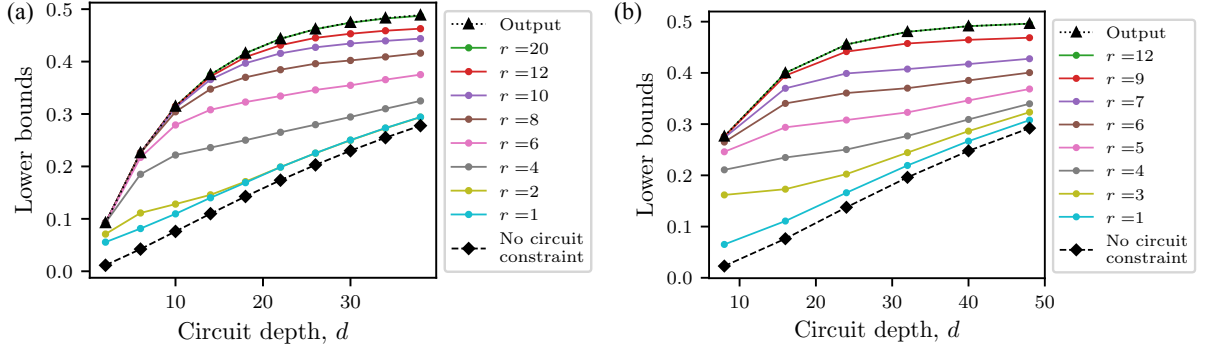 (a)
Lower bounds
0.5
0.4
0.3
0.2
0.1
0.0
10
20
30
Circuit depth, d
Output
r =20
r =12
r =10
r =8
r =6
r =4
r =2
r =1
No circuit
constraint
(b)
Lower bounds
0.5
0.4
0.3
0.2
0.1
0.0
10
20
30
40
50
Circuit depth, d
Output
r =12
r =9
r =7
r =6
r =5
r =4
r =3
r =1
No circuit
constraint